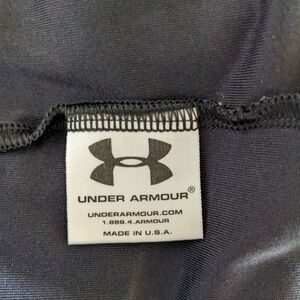 UNDER ARMOUR®
UNDERARMOUR.COM
1.888.4.ARMOUR
MADE IN U.S.A.